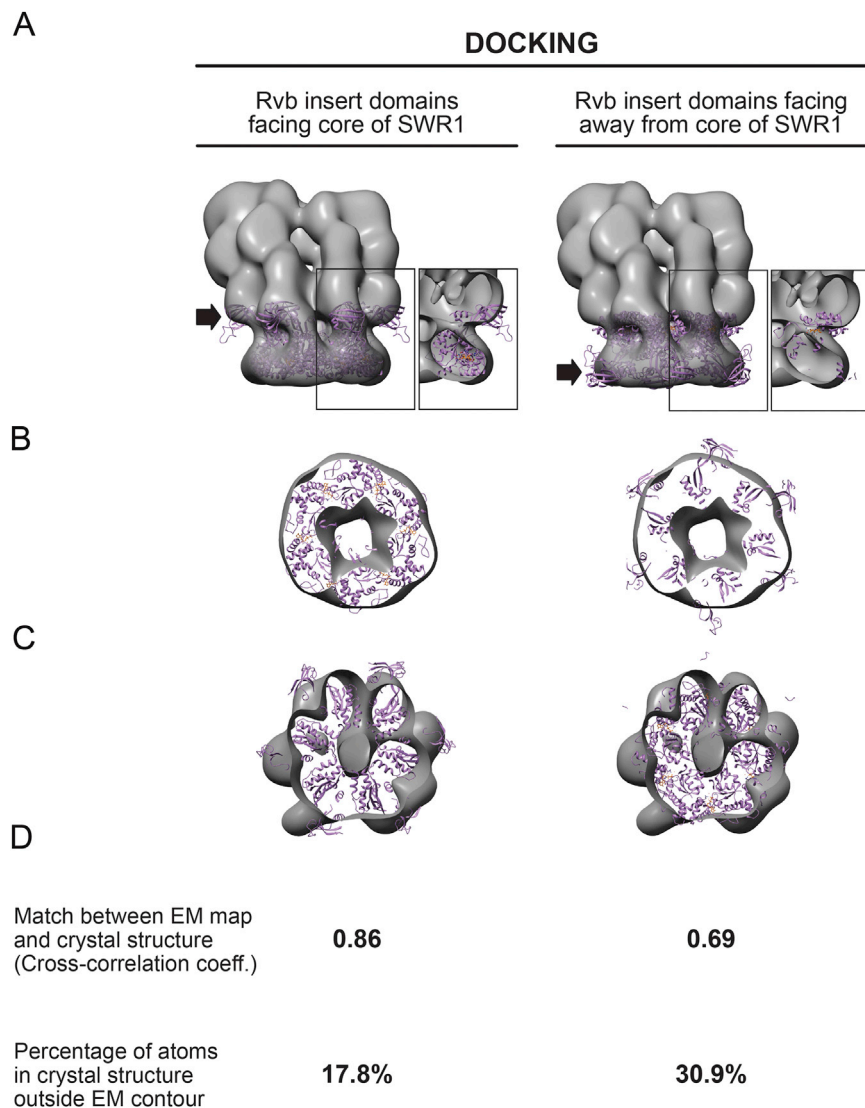 A
DOCKING
Rvb insert domains
facing core of SWR1
Rvb insert domains facing
away from core of SWR1
B
C
D
Match between EM map
and crystal structure
(Cross-correlation coeff.)
0.86
0.69
Percentage of atoms
in crystal structure
outside EM contour
17.8%
30.9%